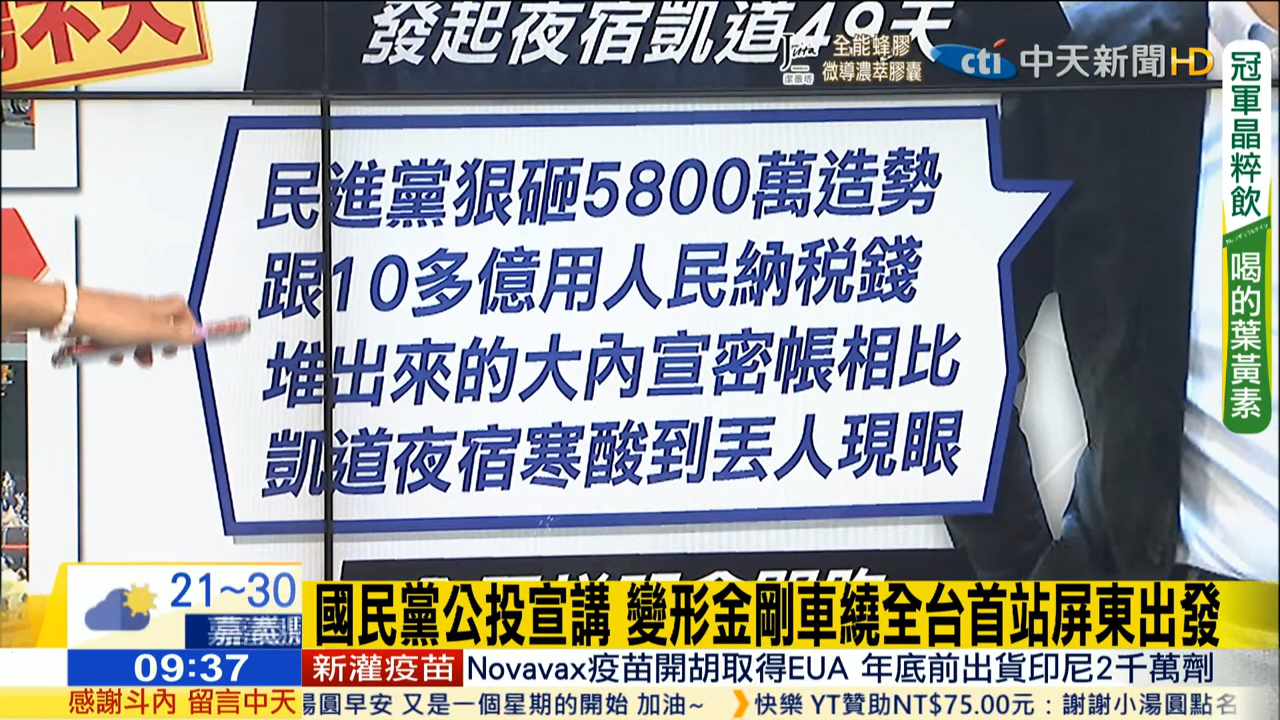 發起夜宿凱道49天
Jvita
潔薇塔
全能蜂膠
微導濃萃膠囊
cti 中天新聞HD
冠軍晶粹飲
喝的葉黃素
民進黨狠砸5800萬造勢
跟10多億用人民納稅錢
堆出來的大內宣密帳相比
凱道夜宿寒酸到丟人現眼
21~30
國民黨公投宣講 變形金剛車繞全台首站屏東出發
09:37
新灌疫苗
Novavax疫苗開胡取得EUA 年底前出貨印尼2千萬劑
感謝斗內 留言中天
湯圓早安 又是一個星期的開始 加油~
快樂 YT贊助NT$75.00元：謝謝小湯圓點名